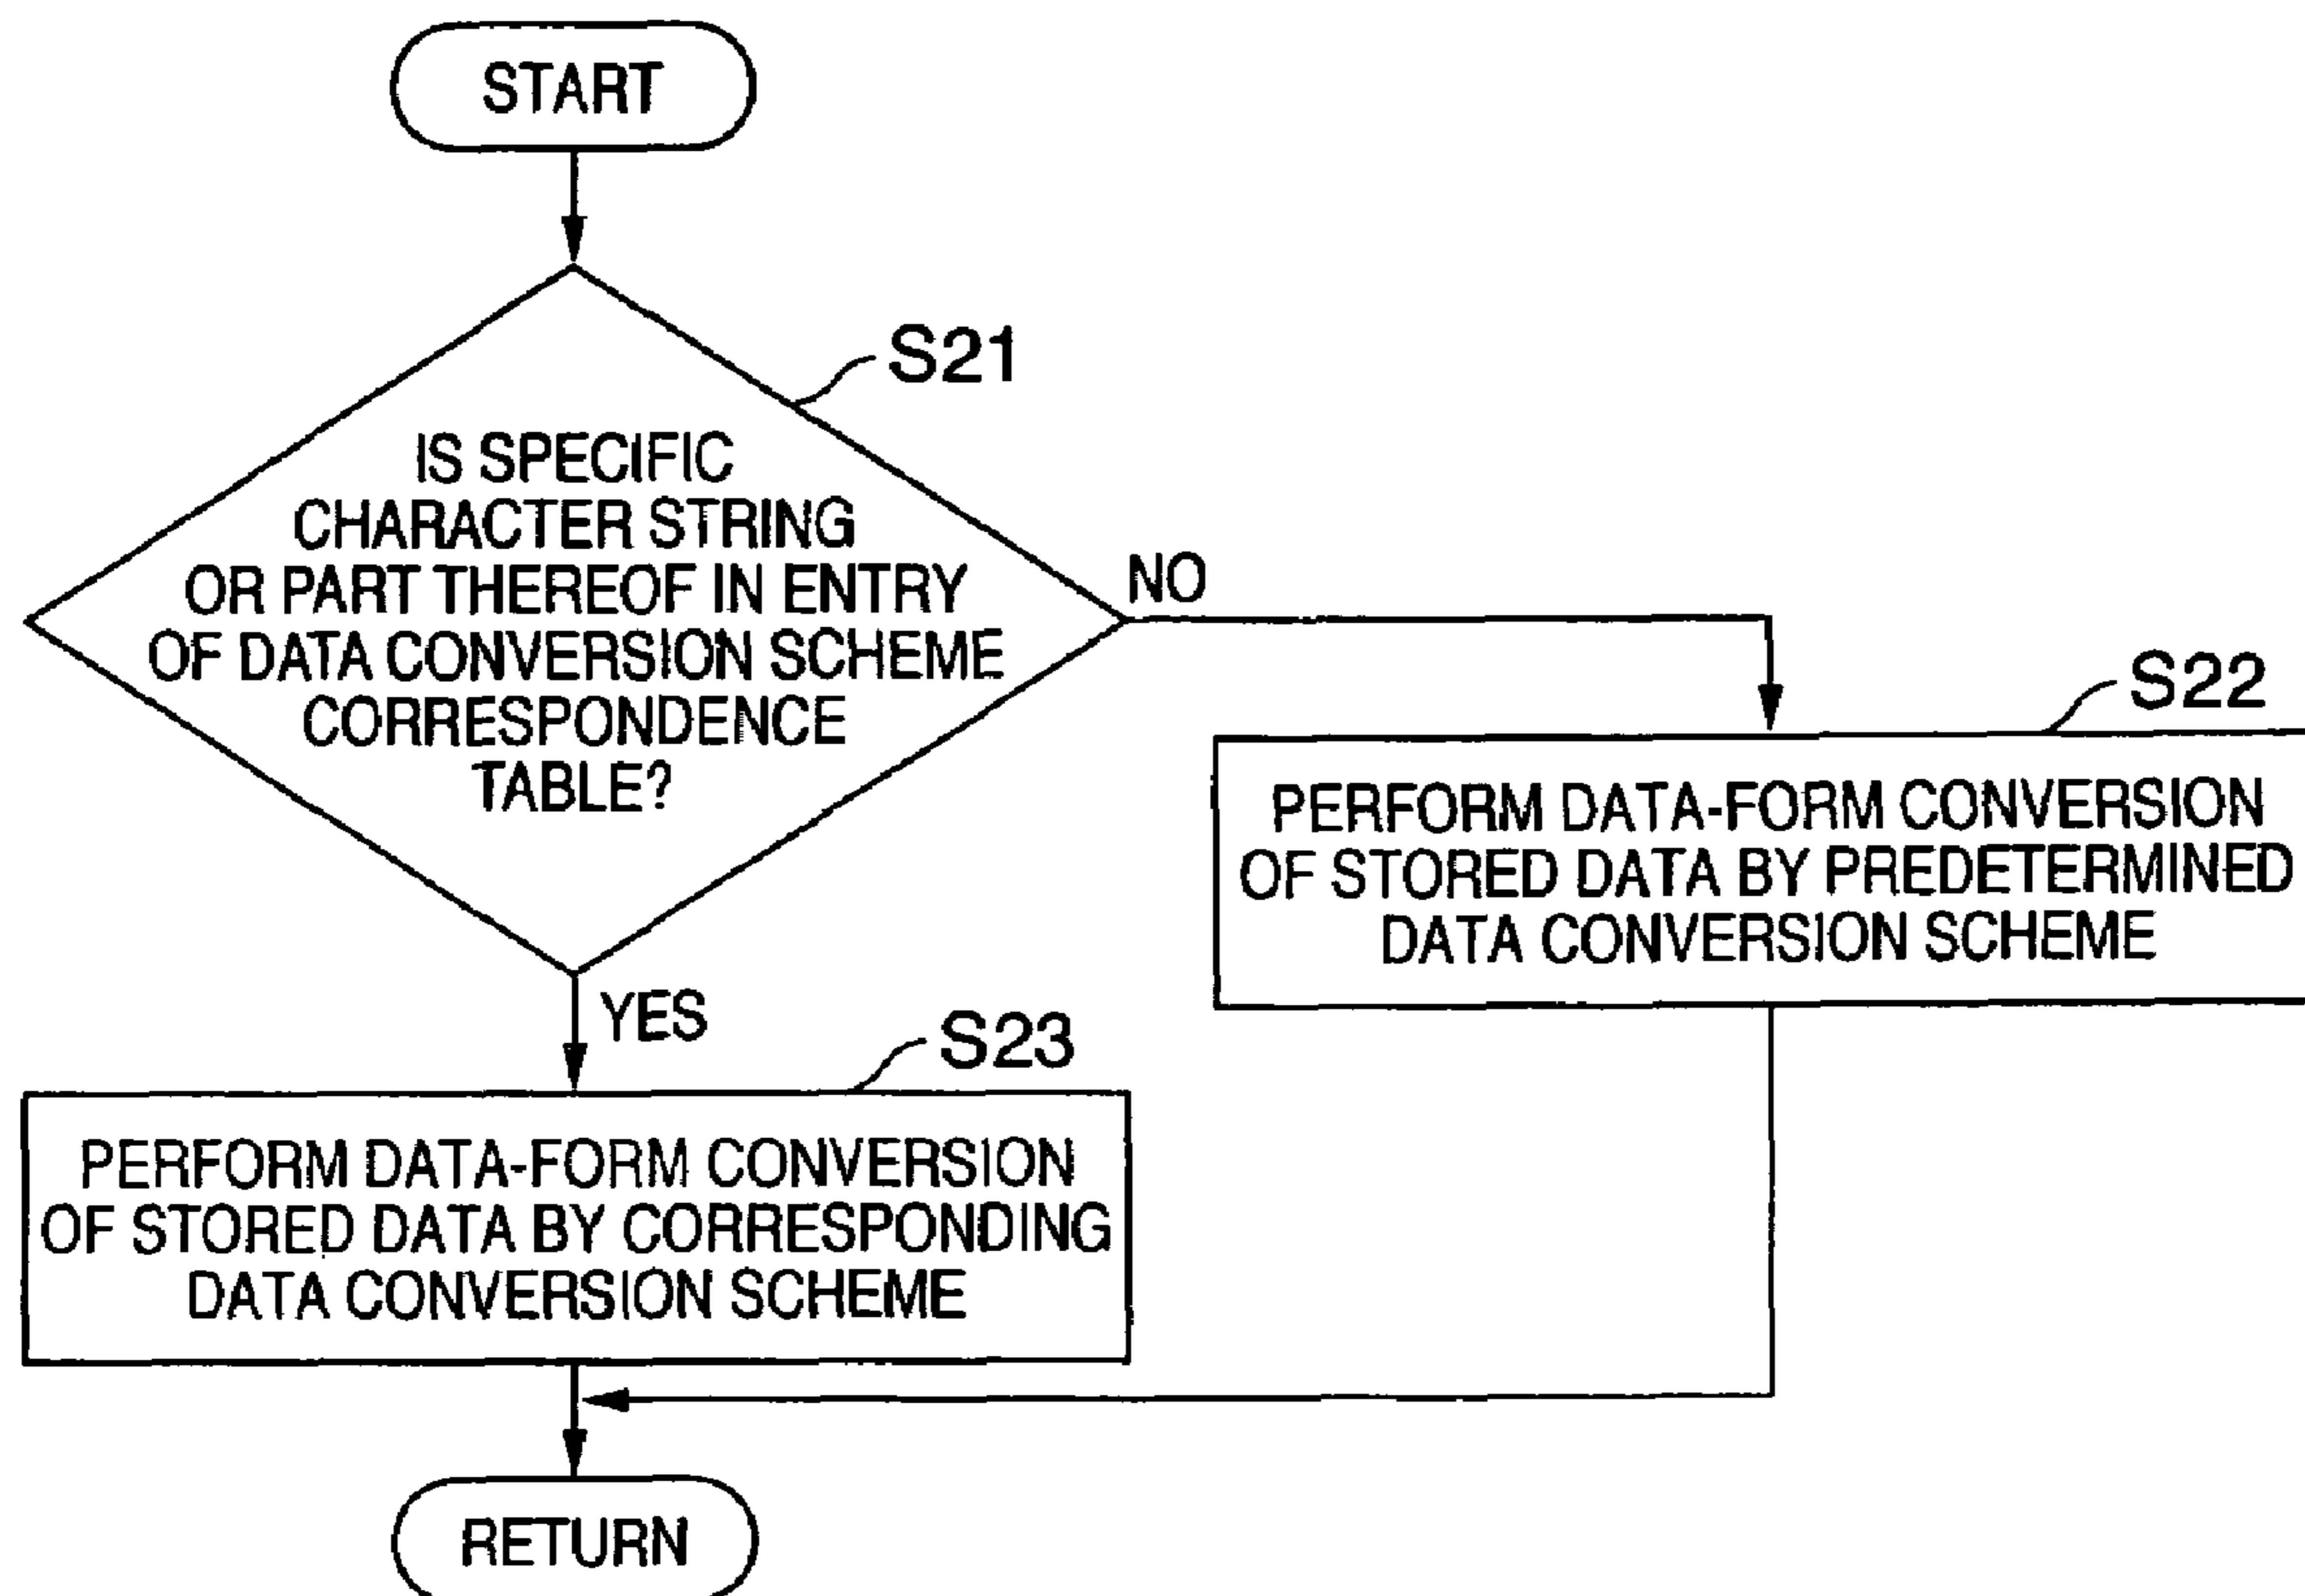 START
S21
IS SPECIFIC
CHARACTER STRING
OR PART THEREOF IN ENTRY
OF DATA CONVERSION SCHEME
CORRESPONDENCE
TABLE?
NO
S22
PERFORM DATA-FORM CONVERSION
OF STORED DATA BY PREDETERMINED
DATA CONVERSION SCHEME
YES
S23
PERFORM DATA-FORM CONVERSION
OF STORED DATA BY CORRESPONDING
DATA CONVERSION SCHEME
RETURN